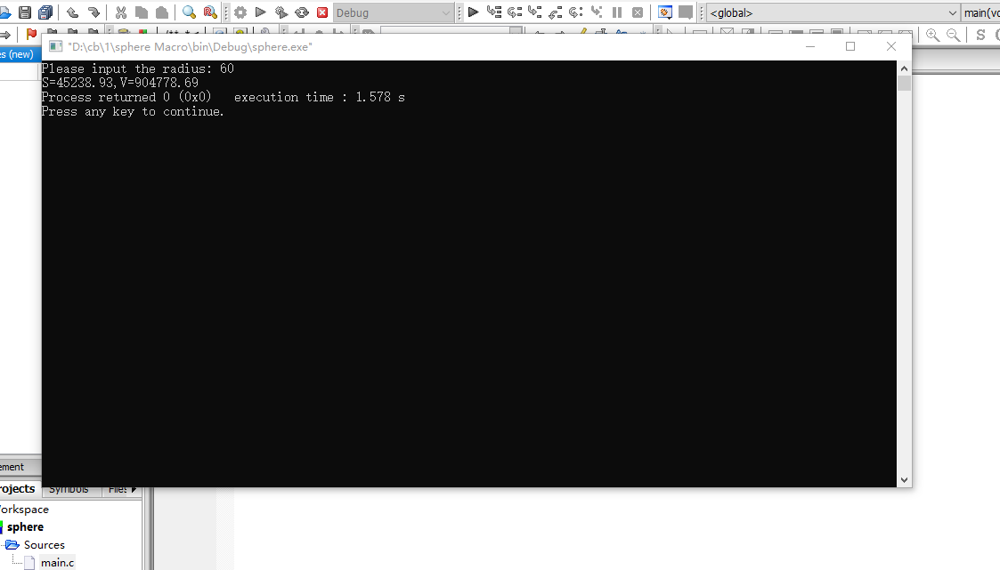 Debug
<global>
main(vo
"D:\cb\1\sphere Macro\bin\Debug\sphere.exe"
es (new)
Please input the radius: 60
S=45238.93,V=904778.69
Process returned 0 (0x0)   execution time : 1.578 s
Press any key to continue.
ement
rojects
Symbols
Files
orkspace
sphere
Sources
main.c
S